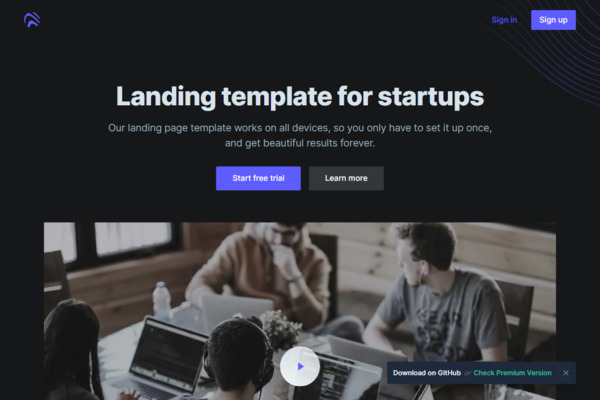 Sign in
Sign up
Landing template for startups
Our landing page template works on all devices, so you only have to set it up once,
and get beautiful results forever.
Start free trial
Learn more
Download on GitHub or Check Premium Version